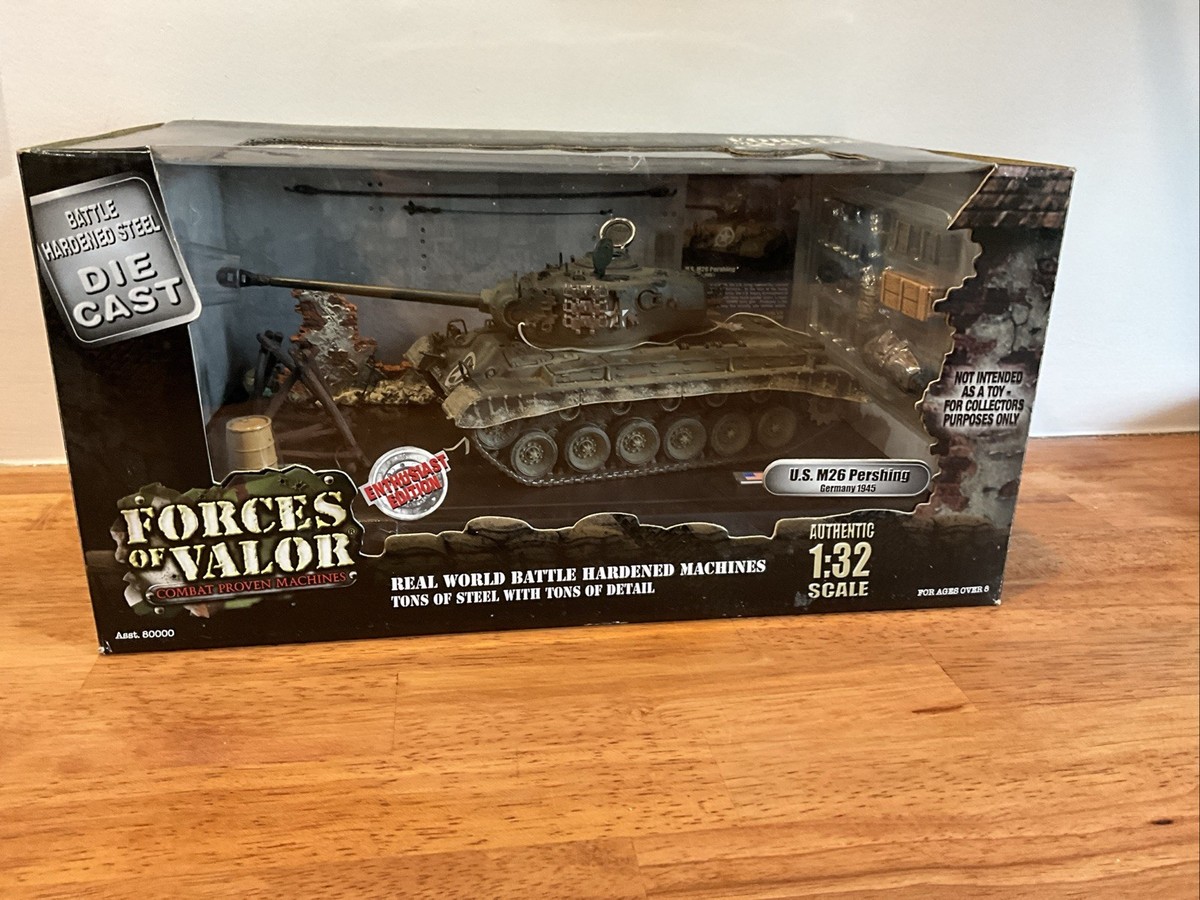 BATTLE
HARDENED STEEL
DIE
CAST
U.S. M26 Pershing
NOT INTENDED
AS A TOY -
FOR COLLECTORS
PURPOSES ONLY
ENTHUSIAST
EDITION!
U.S. M26 Pershing
Germany 1945
FORCES
OF VALOR
COMBAT PROVEN MACHINES
REAL WORLD BATTLE HARDENED MACHINES
TONS OF STEEL WITH TONS OF DETAIL
AUTHENTIC
1:32
SCALE
FOR AGES OVER 8
Asst. 80000